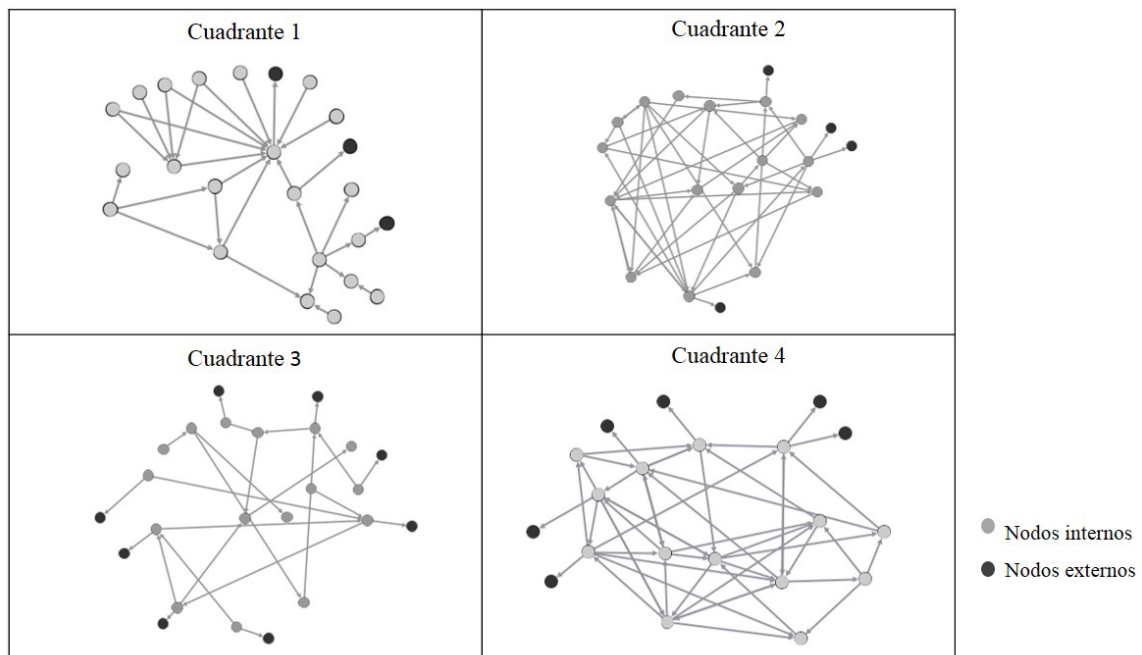 Cuadrante 1
Cuadrante 2
Cuadrante 3
Cuadrante 4
Nodos internos
Nodos externos